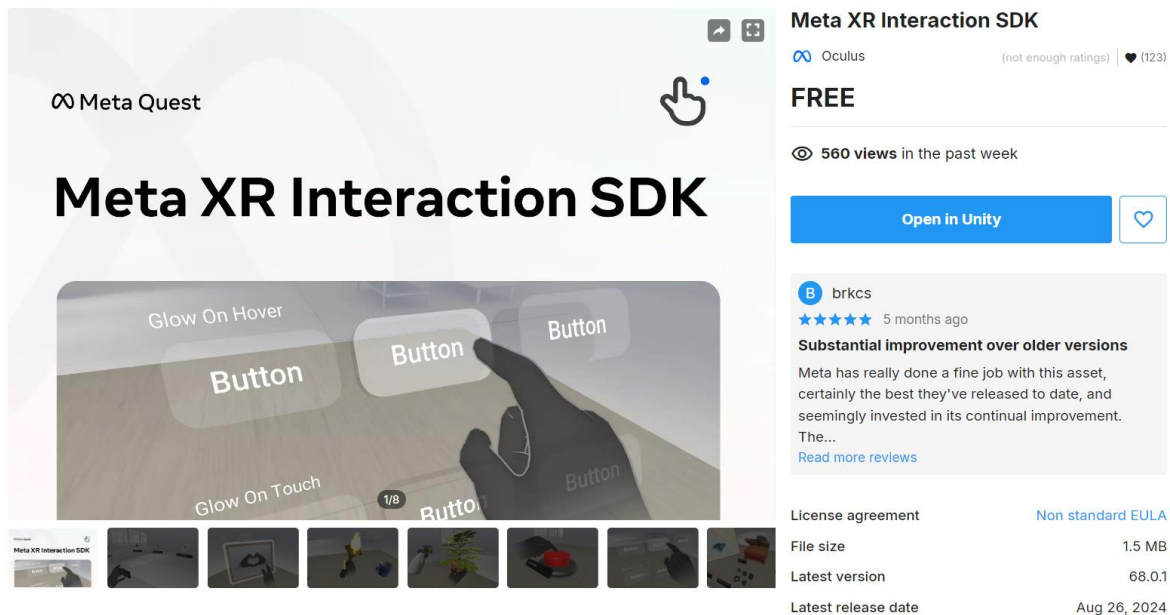 Meta Quest
Meta XR Interaction SDK
Glow On Hover
Button
Button
Button
Glow On Touch
Button
Button
1/8
Meta XR Interaction SDK
Meta XR Interaction SDK
Oculus
(not enough ratings)
(123)
FREE
560 views in the past week
Open in Unity
B
brkcs
5 months ago
Substantial improvement over older versions
Meta has really done a fine job with this asset,
certainly the best they've released to date, and
seemingly invested in its continual improvement.
The...
Read more reviews
License agreement
Non standard EULA
File size
1.5 MB
Latest version
68.0.1
Latest release date
Aug 26, 2024